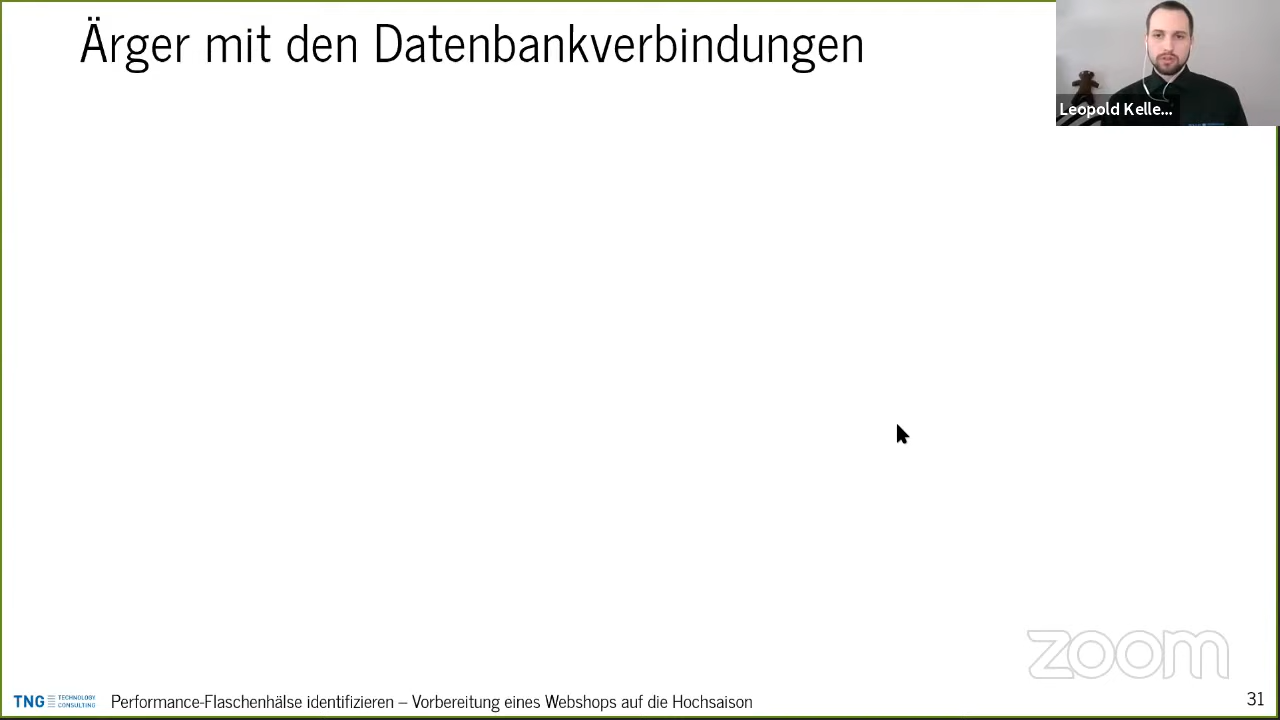 Ärger mit den Datenbankverbindungen
Leopold Kelle...
zoom
TNG TECHNOLOGY CONSULTING
Performance-Flaschenhälse identifizieren – Vorbereitung eines Webshops auf die Hochsaison
31